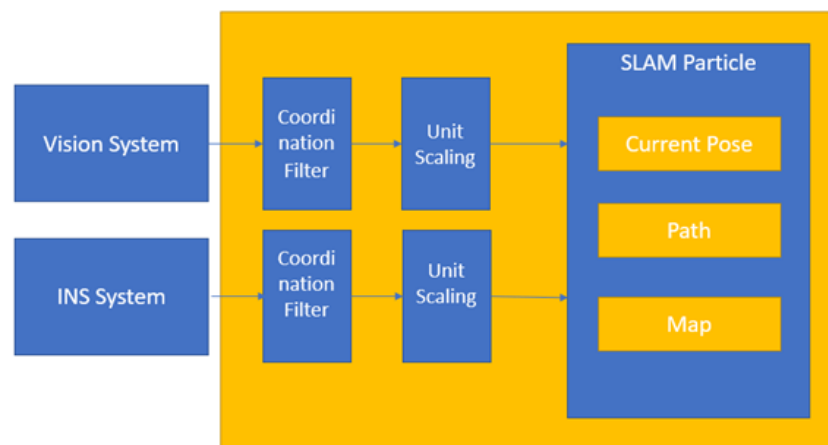 SLAM Particle
Vision System
Coordi
nation
Filter
Unit
Scaling
Current Pose
Path
INS System
Coordi
nation
Filter
Unit
Scaling
Map